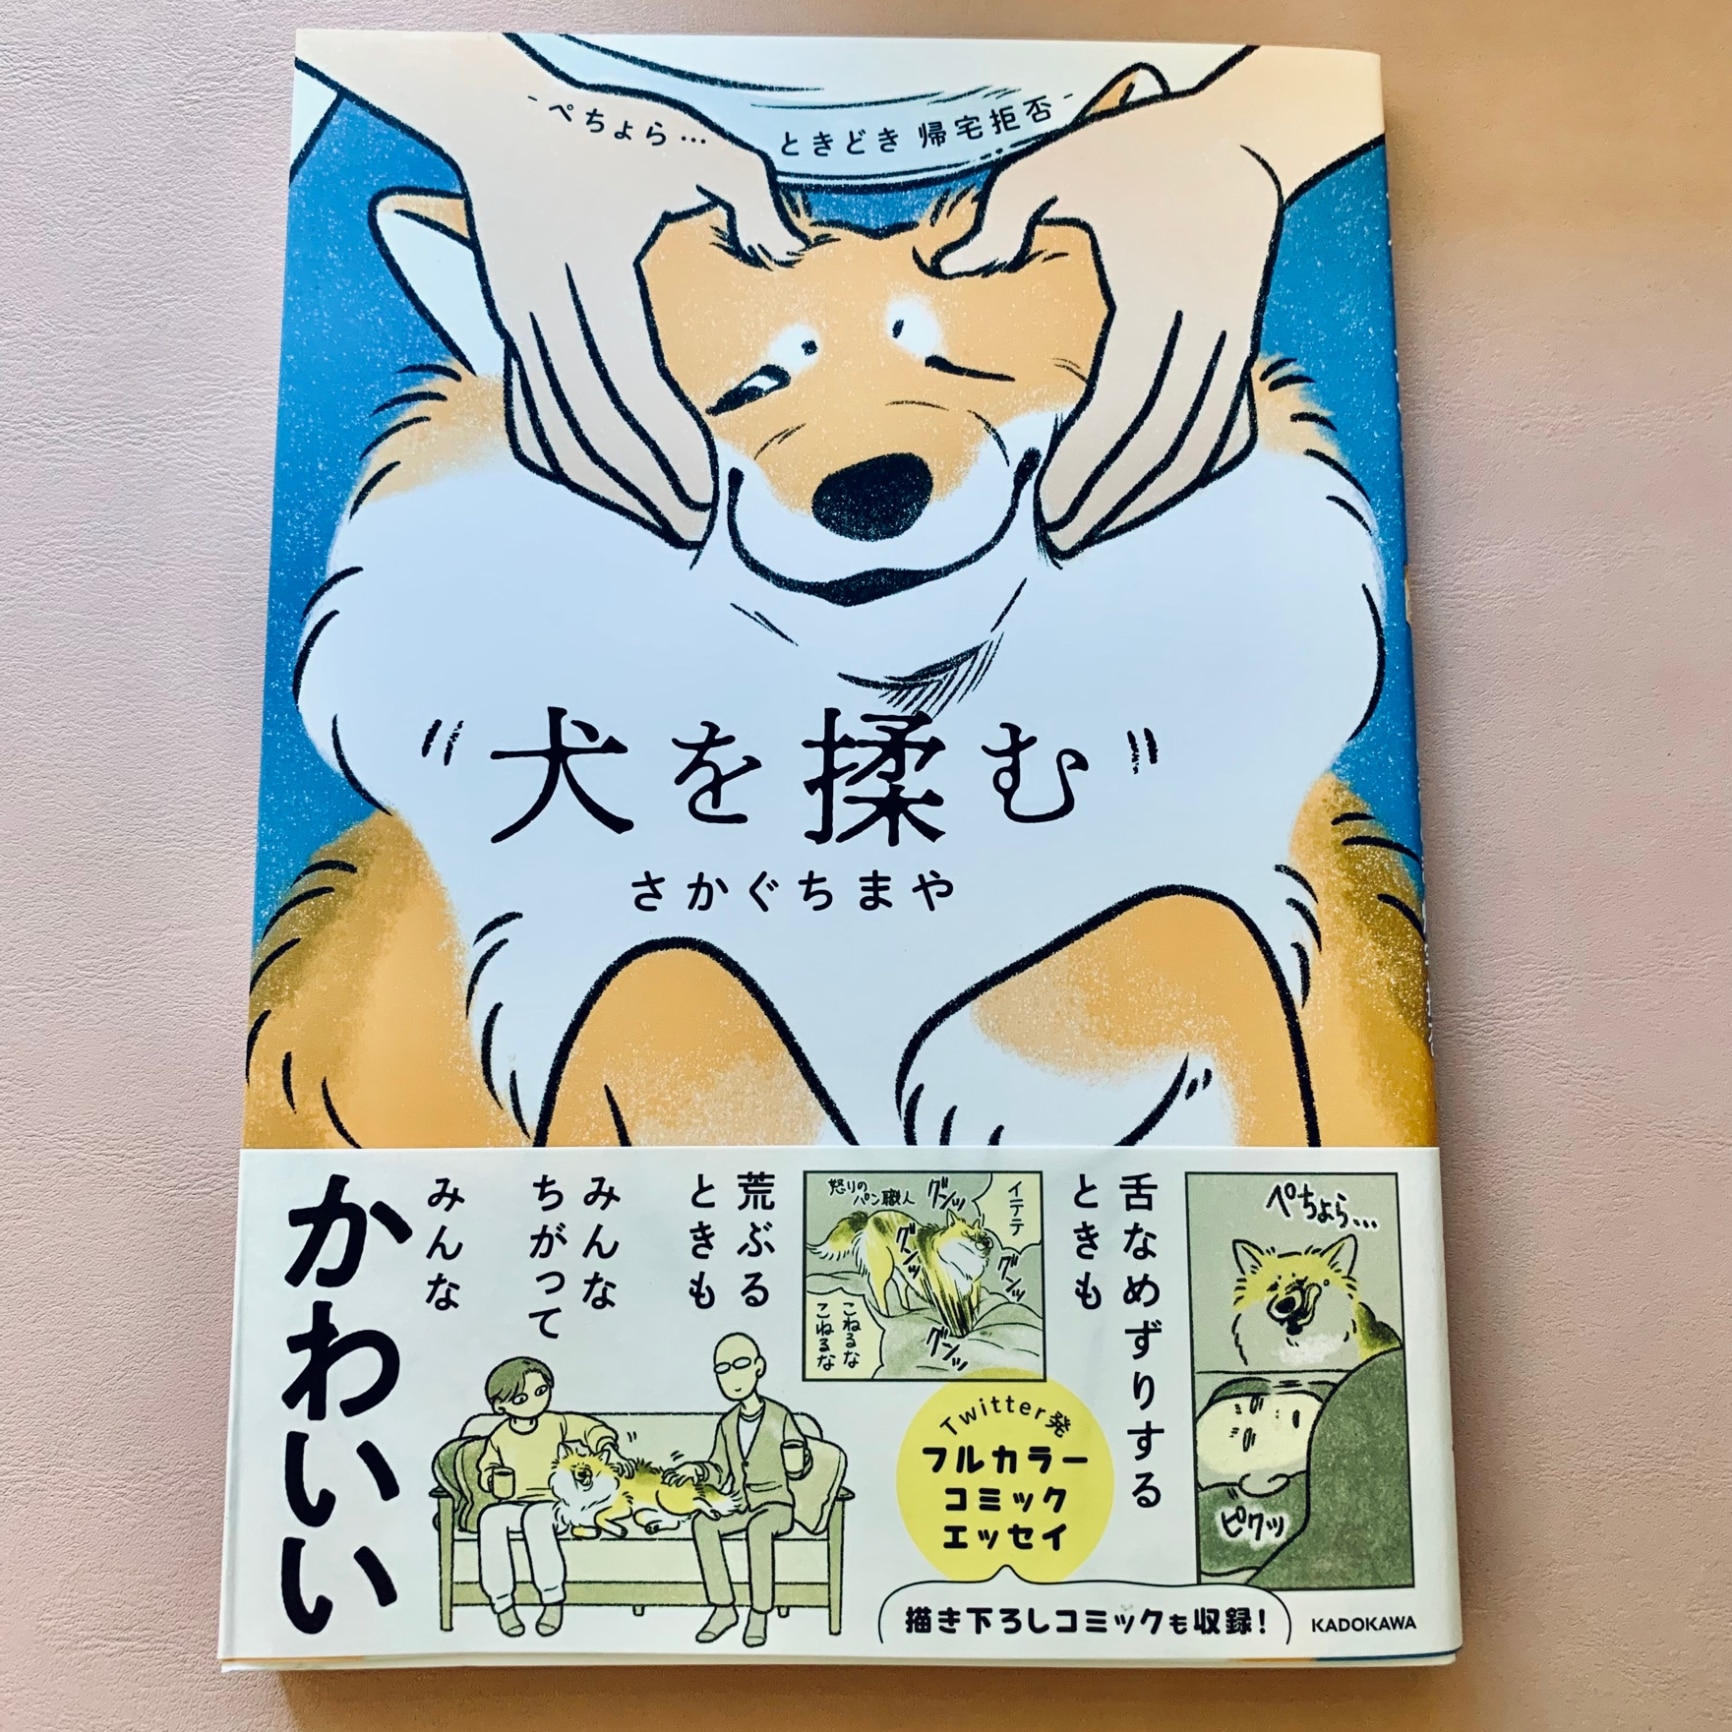 -ぺちょら… ときどき 帰宅拒否-
"犬を揉む"
さかぐちまや
ぺちょら…
ピクッ
舌なめずりする
ときも
イテテ
グンッ
怒りの
パン職人
グンッ
グンッ
グンッ
こねるな
こねるな
荒ぶる
ときも
みんな
ちがって
みんな
かわいい
Twitter発
フルカラー
コミック
エッセイ
描き下ろしコミックも収録!
KADOKAWA